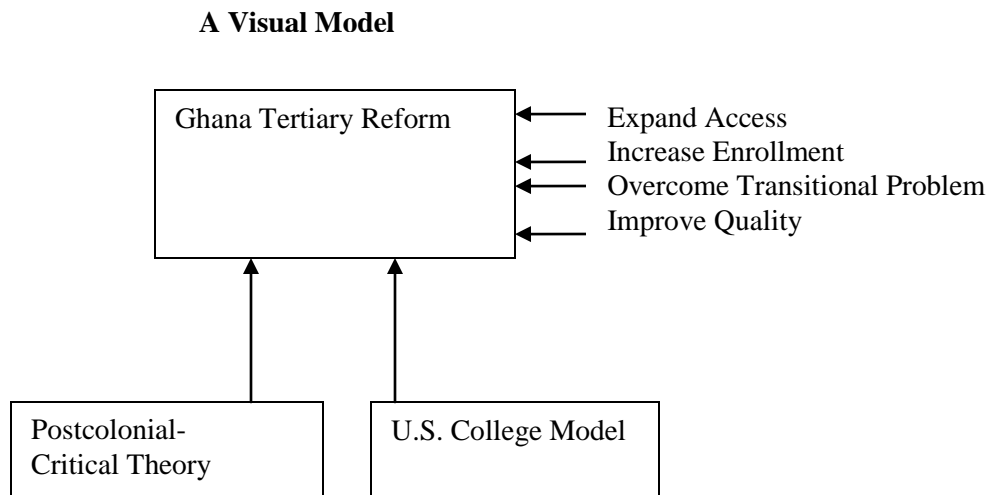 A Visual Model
Ghana Tertiary Reform
Expand Access
Increase Enrollment
Overcome Transitional Problem
Improve Quality
Postcolonial-
Critical Theory
U.S. College Model